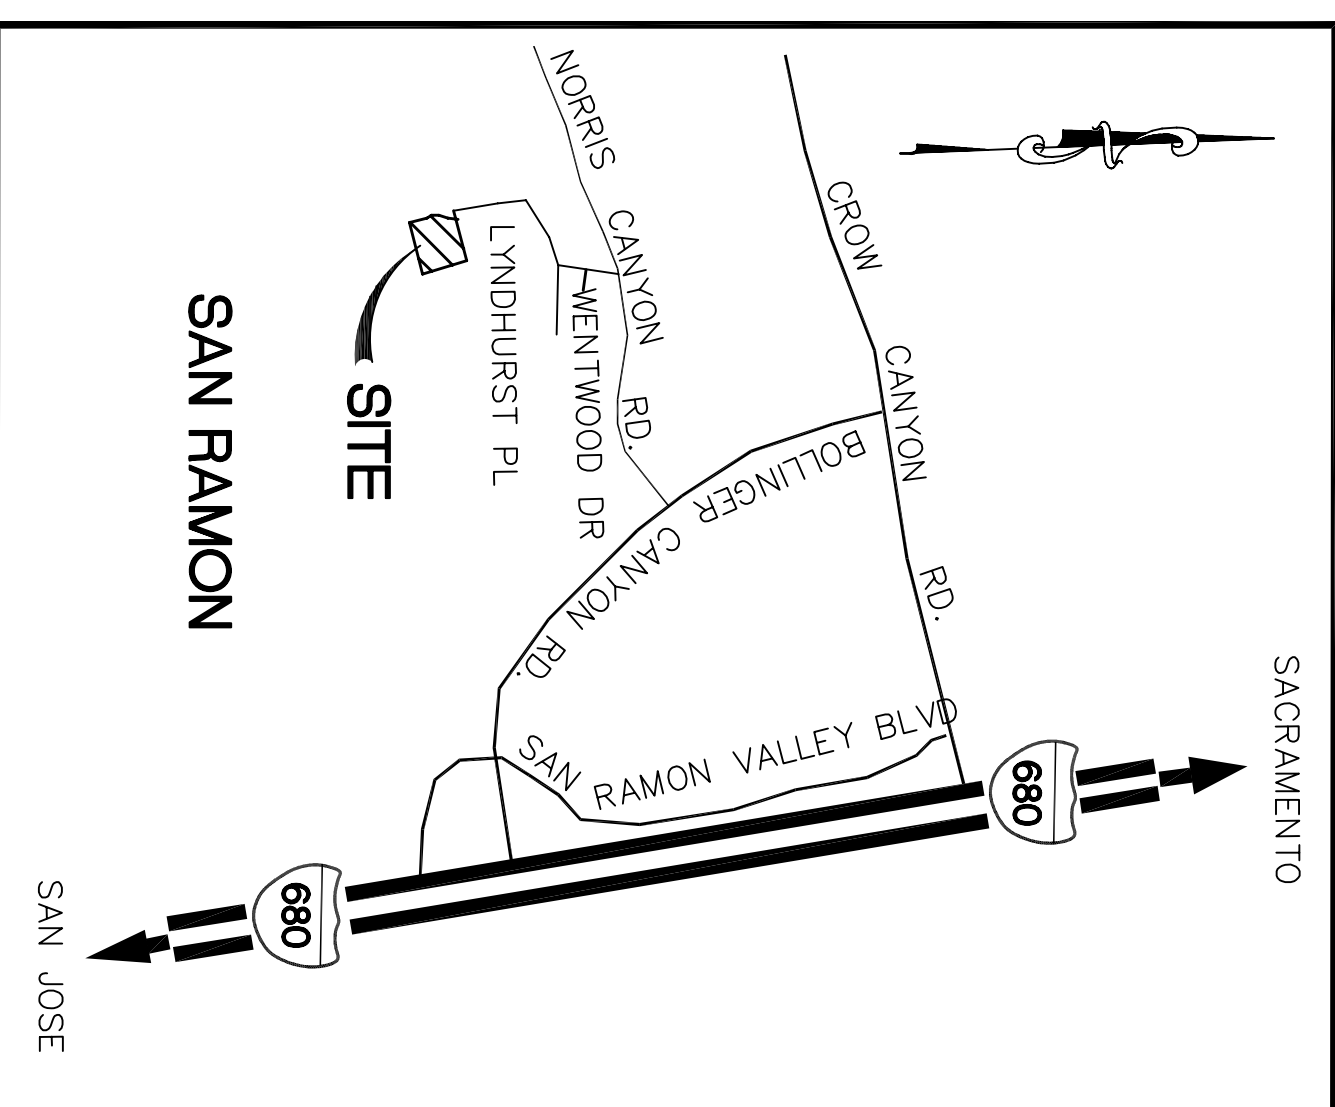 SACRAMENTO
680
N
CROW CANYON RD.
BOLLINGER CANYON RD.
SAN RAMON VALLEY BLVD
NORRIS CANYON RD.
WENTWOOD DR
LYNDHURST PL
SITE
SAN RAMON
680
SAN JOSE